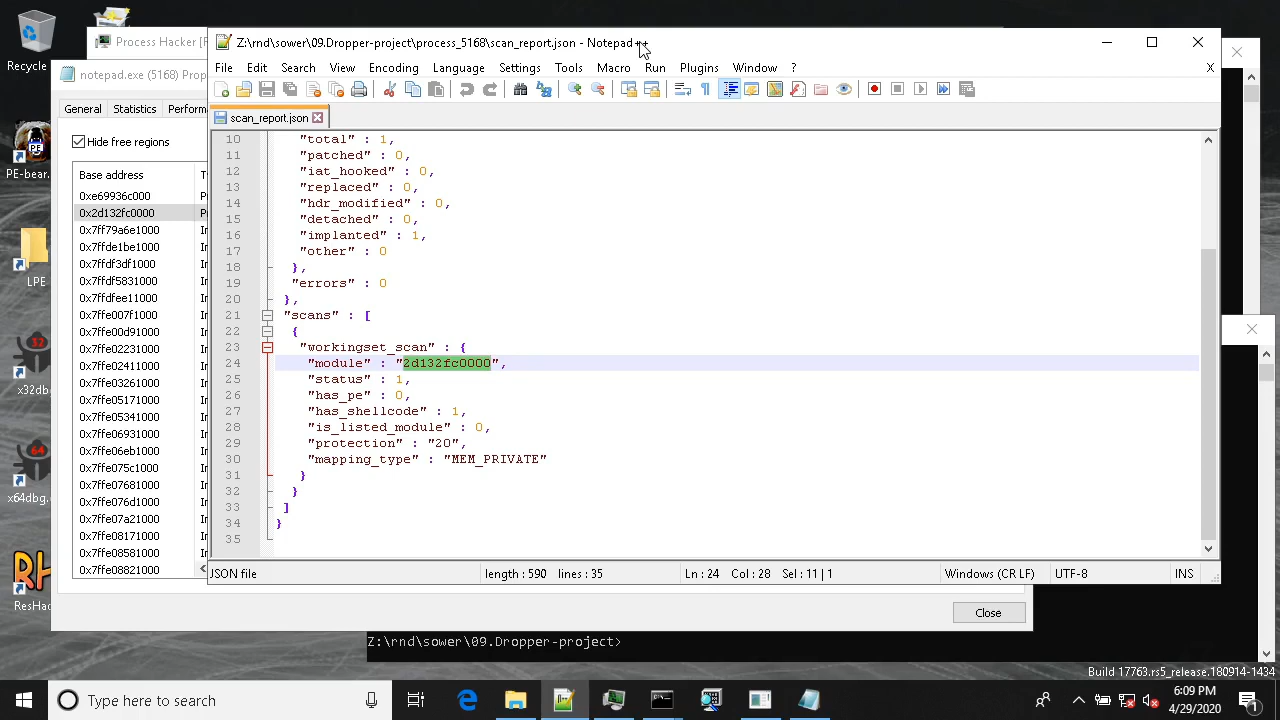 Recycle
PE-bear.
LPE
32
x32db
64
x64dbg.
RH
ResHac
Process Hacker [
notepad.exe (5168) Prop
General
Statistics
Perform
Hide free regions
Base address
0xe69936c000
0x2d132fc0000
0x7ff79a6e1000
0x7ffde1be1000
0x7ffdf3df1000
0x7ffdf5831000
0x7ffdfee11000
0x7ffe007f1000
0x7ffe00d91000
0x7ffe02231000
0x7ffe02411000
0x7ffe03261000
0x7ffe05171000
0x7ffe05341000
0x7ffe06931000
0x7ffe06eb1000
0x7ffe075c1000
0x7ffe07681000
0x7ffe076d1000
0x7ffe07a21000
0x7ffe08171000
0x7ffe08581000
0x7ffe08821000
Z:\rnd\sower\09.Dropper-project\process_5168\scan_report.json - Notepad++
File Edit Search View Encoding Language Settings Tools Macro Run Plugins Window ? X
scan_report.json
10 "total" : 1,
11 "patched" : 0,
12 "iat_hooked" : 0,
13 "replaced" : 0,
14 "hdr_modified" : 0,
15 "detached" : 0,
16 "implanted" : 1,
17 "other" : 0
18 },
19 "errors" : 0
20 },
21 "scans" : [
22 {
23 "workingset_scan" : {
24 "module" : "2d132fc0000",
25 "status" : 1,
26 "has_pe" : 0,
27 "has_shellcode" : 1,
28 "is_listed_module" : 0,
29 "protection" : "20",
30 "mapping_type" : "MEM_PRIVATE"
31 }
32 }
33 ]
34 }
35
JSON file length : 590 lines : 35 Ln : 24 Col : 28 Sel : 11 | 1 Windows (CR LF) UTF-8 INS
Close
Z:\rnd\sower\09.Dropper-project>
Build 17763.rs5_release.180914-1434
Type here to search
6:09 PM
4/29/2020
1